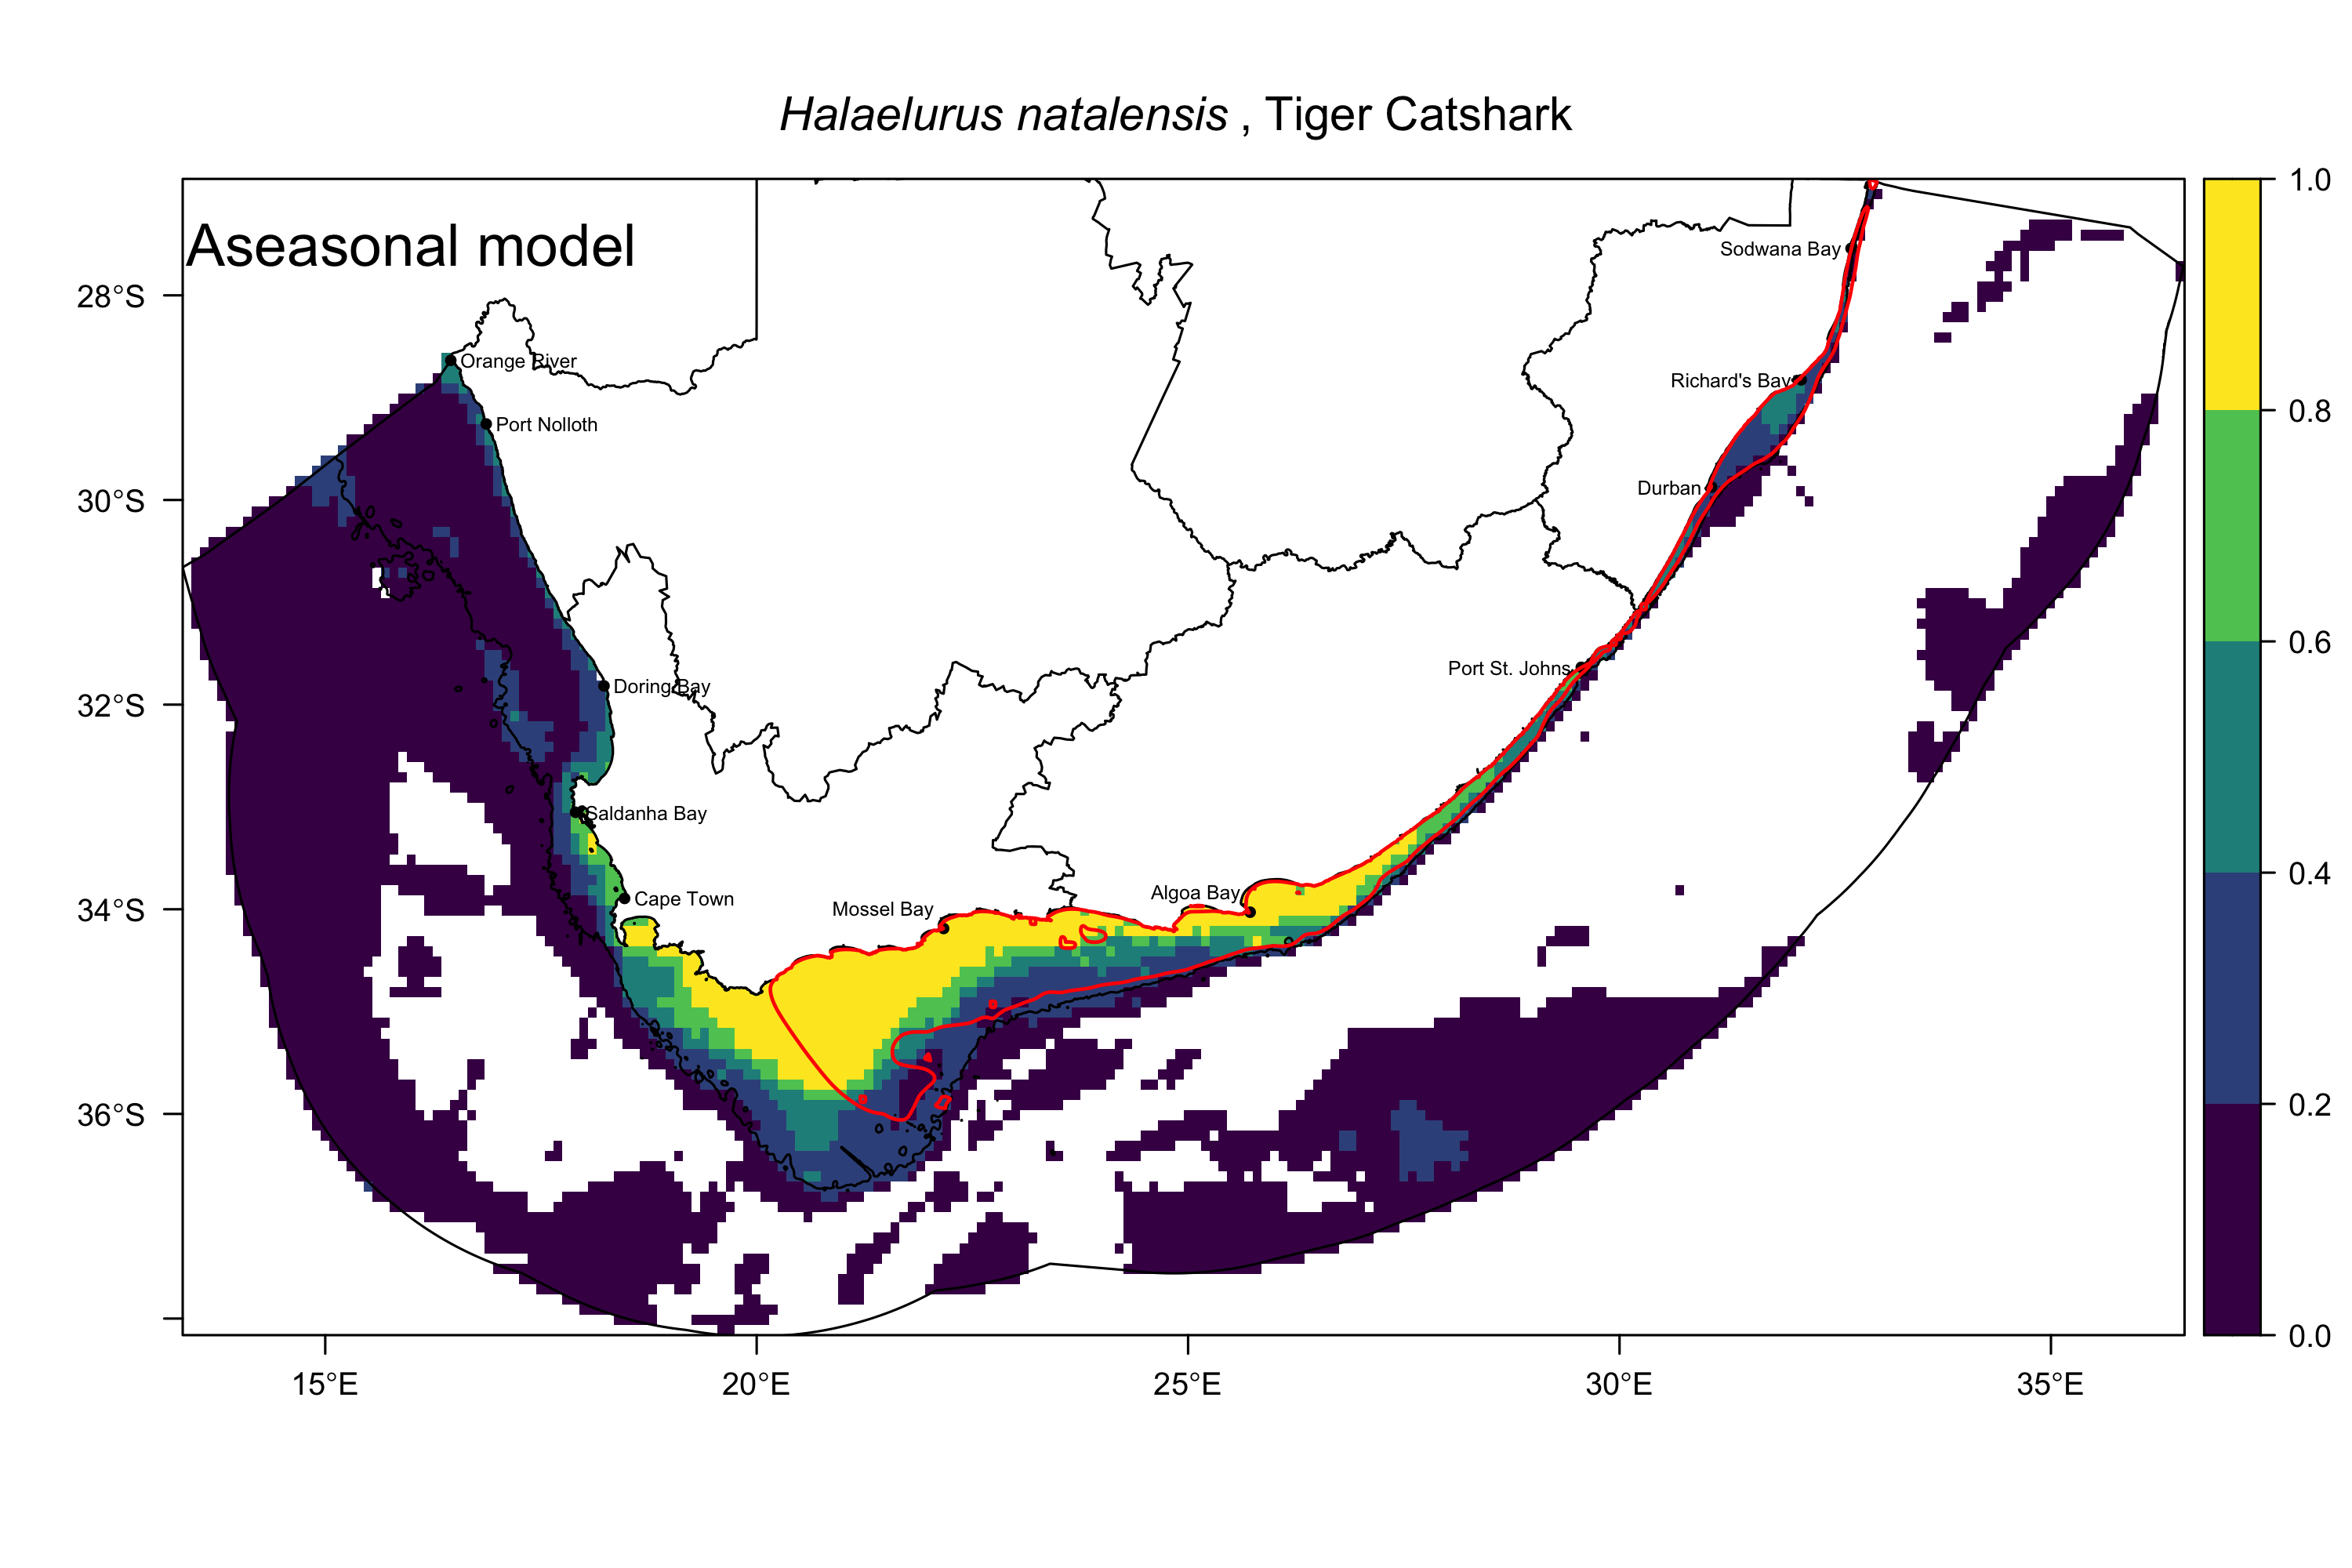 Halaelurus natalensis , Tiger Catshark
Aseasonal model
28°S
30°S
32°S
34°S
36°S
15°E
20°E
25°E
30°E
35°E
1.0
0.8
0.6
0.4
0.2
0.0
Sodwana Bay
Orange River
Richard's Bay
Port Nolloth
Durban
Port St. Johns
Doring Bay
Saldanha Bay
Algoa Bay
Cape Town
Mossel Bay